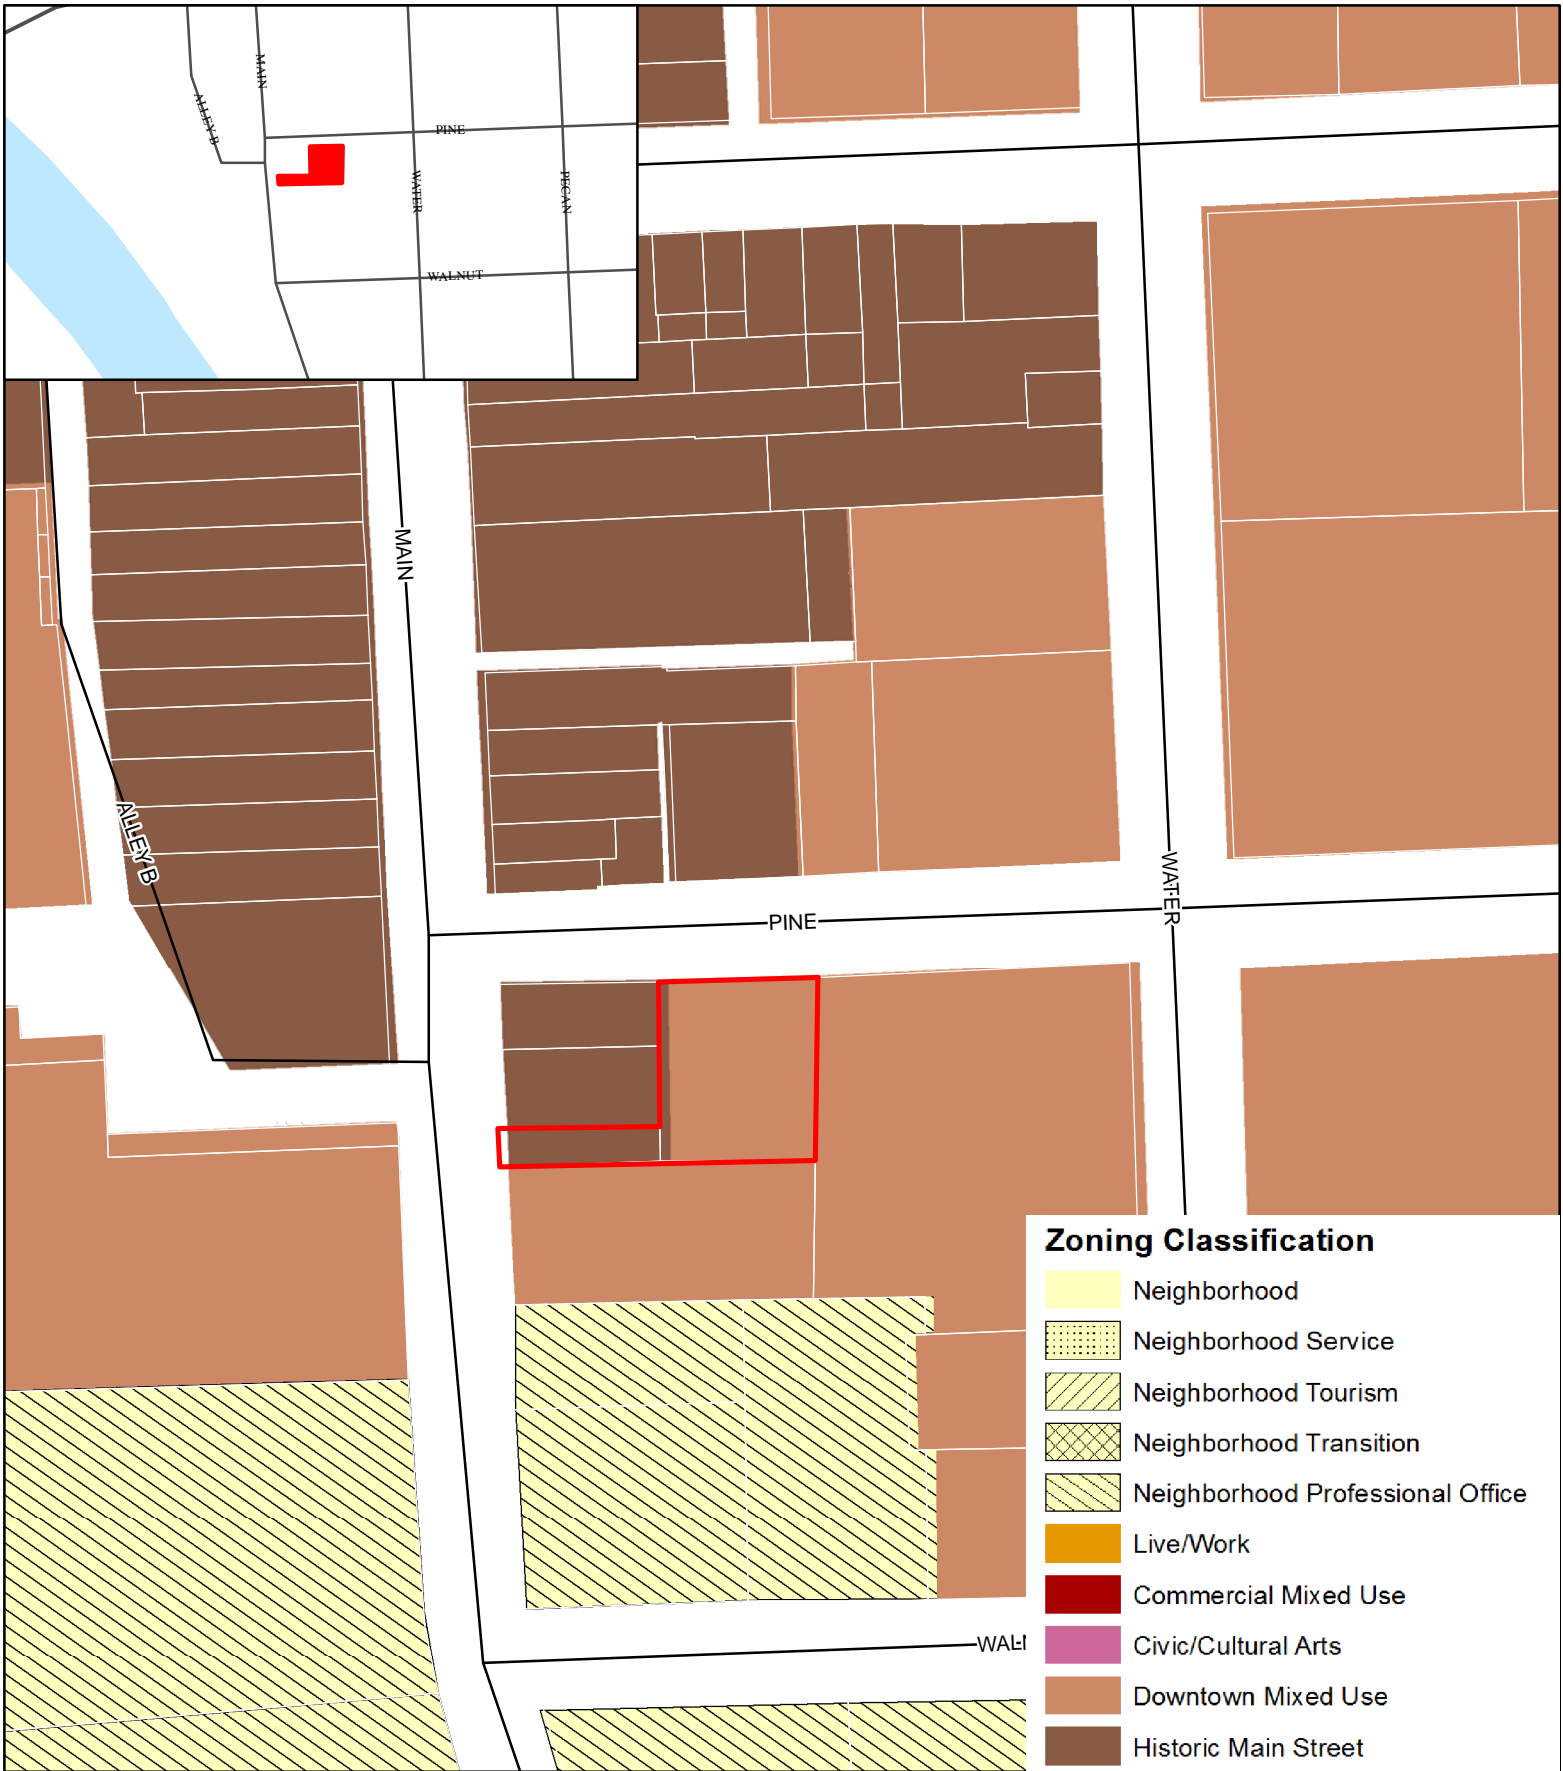 MAIN
ALLEY B
PINE
WATER
PECAN
WALNUT
MAIN
ALLEY B
PINE
WATER
WAL
Zoning Classification
Neighborhood
Neighborhood Service
Neighborhood Tourism
Neighborhood Transition
Neighborhood Professional Office
Live/Work
Commercial Mixed Use
Civic/Cultural Arts
Downtown Mixed Use
Historic Main Street